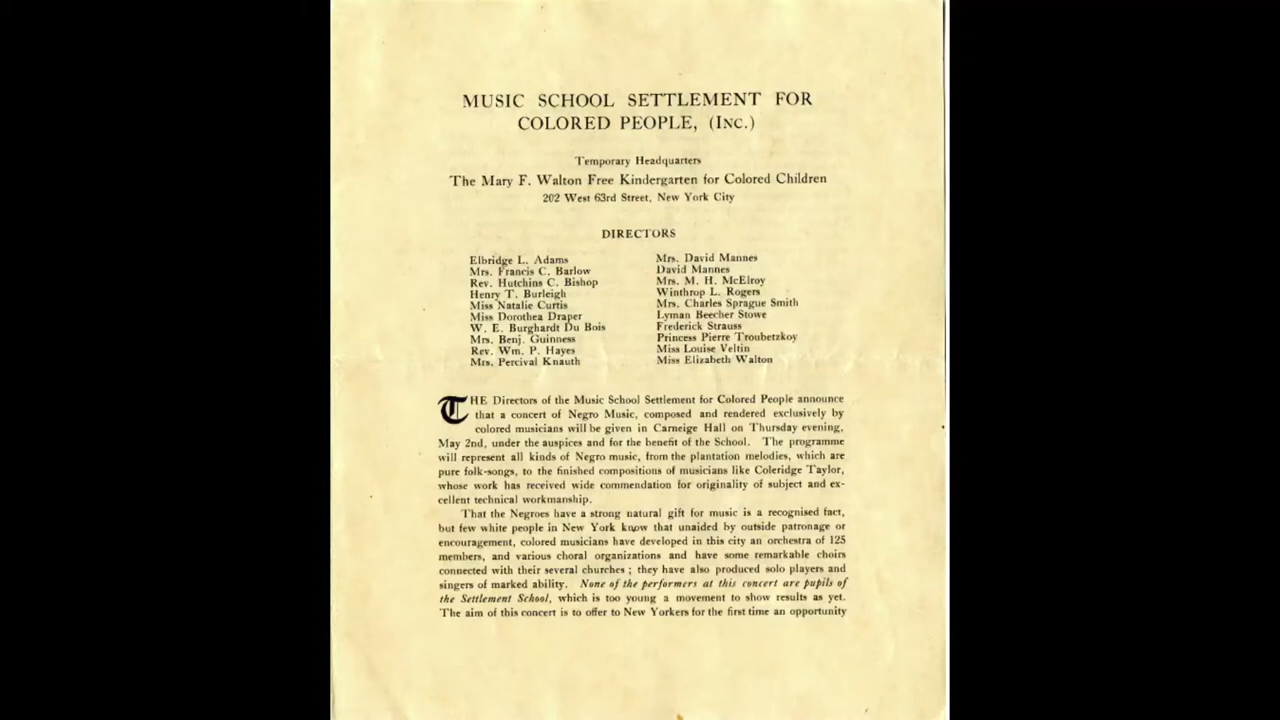 MUSIC SCHOOL SETTLEMENT FOR
COLORED PEOPLE, (INC.)
Temporary Headquarters
The Mary F. Walton Free Kindergarten for Colored Children
202 West 63rd Street, New York City
DIRECTORS
Elbridge L. Adams
Mrs. Francis C. Barlow
Rev. Hutchins C. Bishop
Henry T. Burleigh
Miss Natalie Curtis
Miss Dorothea Draper
W. E. Burghardt Du Bois
Mrs. Benj. Guinness
Rev. Wm. P. Hayes
Mrs. Percival Knauth
Mrs. David Mannes
David Mannes
Mrs. M. H. McElroy
Winthrop L. Rogers
Mrs. Charles Sprague Smith
Lyman Beecher Stowe
Frederick Strauss
Princess Pierre Troubetzkoy
Miss Louise Veltin
Miss Elizabeth Walton
THE Directors of the Music School Settlement for Colored People announce
that a concert of Negro Music, composed and rendered exclusively by
colored musicians will be given in Carneige Hall on Thursday evening,
May 2nd, under the auspices and for the benefit of the School. The programme
will represent all kinds of Negro music, from the plantation melodies, which are
pure folk-songs, to the finished compositions of musicians like Coleridge Taylor,
whose work has received wide commendation for originality of subject and ex-
cellent technical workmanship.
That the Negroes have a strong natural gift for music is a recognised fact,
but few white people in New York know that unaided by outside patronage or
encouragement, colored musicians have developed in this city an orchestra of 125
members, and various choral organizations and have some remarkable choirs
connected with their several churches ; they have also produced solo players and
singers of marked ability. None of the performers at this concert are pupils of
the Settlement School, which is too young a movement to show results as yet.
The aim of this concert is to offer to New Yorkers for the first time an opportunity